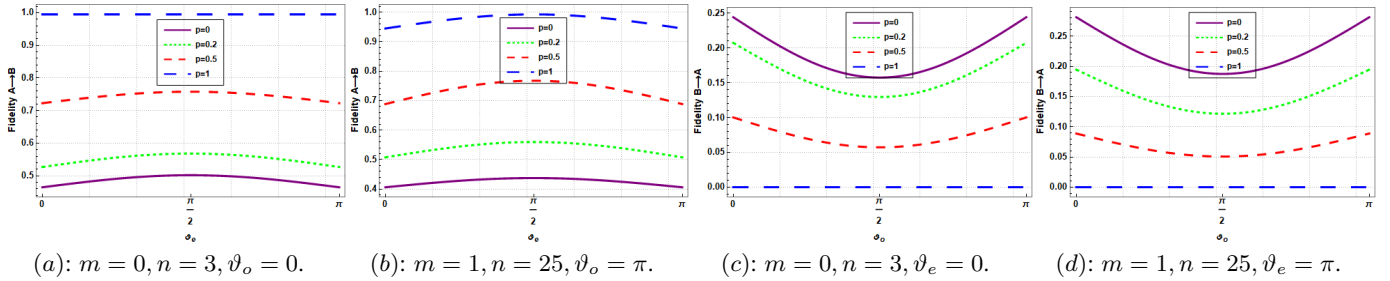 Fidelity A→B
1.0
0.9
0.8
0.7
0.6
0.5
p=0
p=0.2
p=0.5
p=1
0
π/2
π
ϑe
(a): m = 0, n = 3, ϑo = 0.
Fidelity A→B
1.0
0.9
0.8
0.7
0.6
0.5
0.4
p=0
p=0.2
p=0.5
p=1
0
π/2
π
ϑe
(b): m = 1, n = 25, ϑo = π.
Fidelity B→A
0.25
0.20
0.15
0.10
0.05
0.00
p=0
p=0.2
p=0.5
p=1
0
π/2
π
ϑo
(c): m = 0, n = 3, ϑe = 0.
Fidelity B→A
0.25
0.20
0.15
0.10
0.05
0.00
p=0
p=0.2
p=0.5
p=1
0
π/2
π
ϑo
(d): m = 1, n = 25, ϑe = π.